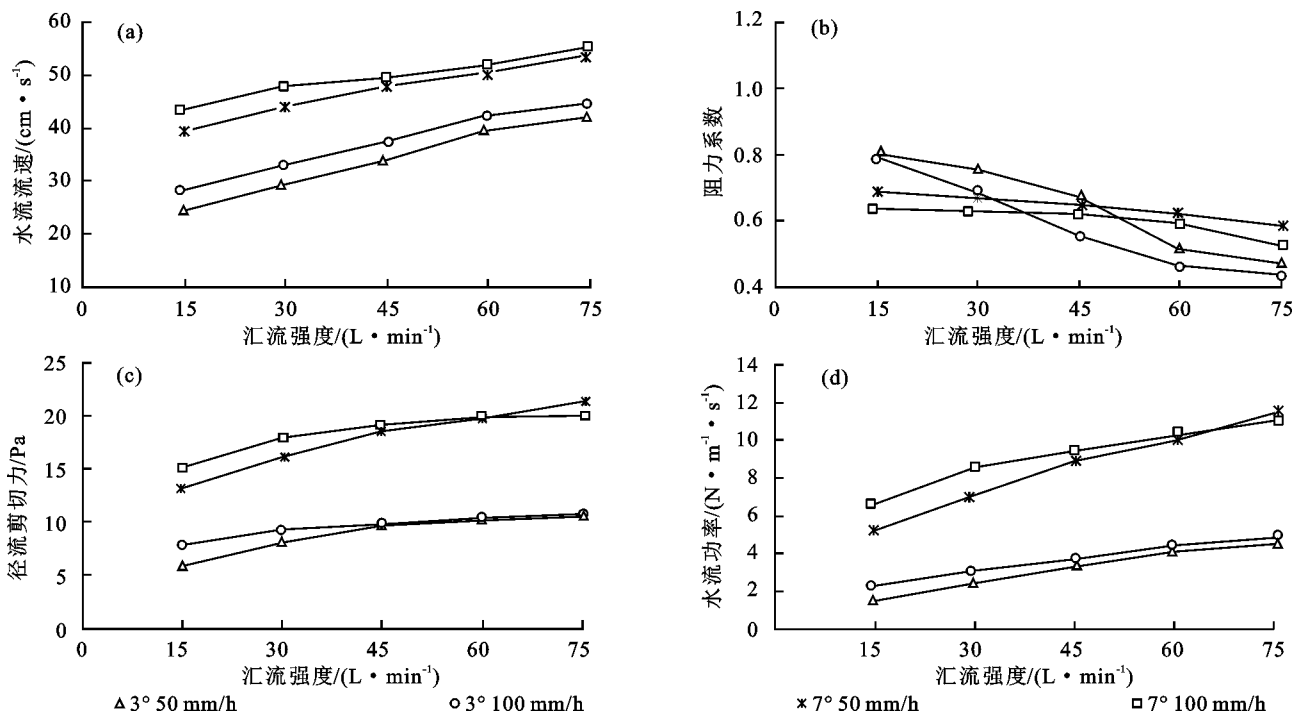 (a)
水流流速/(cm·s⁻¹)
60
50
40
30
20
10
0
15 30 45 60 75
汇流强度/(L·min⁻¹)
(b)
阻力系数
1.2
1.0
0.8
0.6
0.4
0
15 30 45 60 75
汇流强度/(L·min⁻¹)
(c)
径流剪切力/Pa
25
20
15
10
5
0
0 15 30 45 60 75
汇流强度/(L·min⁻¹)
(d)
水流功率/(N·m⁻¹·s⁻¹)
14
12
10
8
6
4
2
0
0 15 30 45 60 75
汇流强度/(L·min⁻¹)
3° 50 mm/h 3° 100 mm/h 7° 50 mm/h 7° 100 mm/h